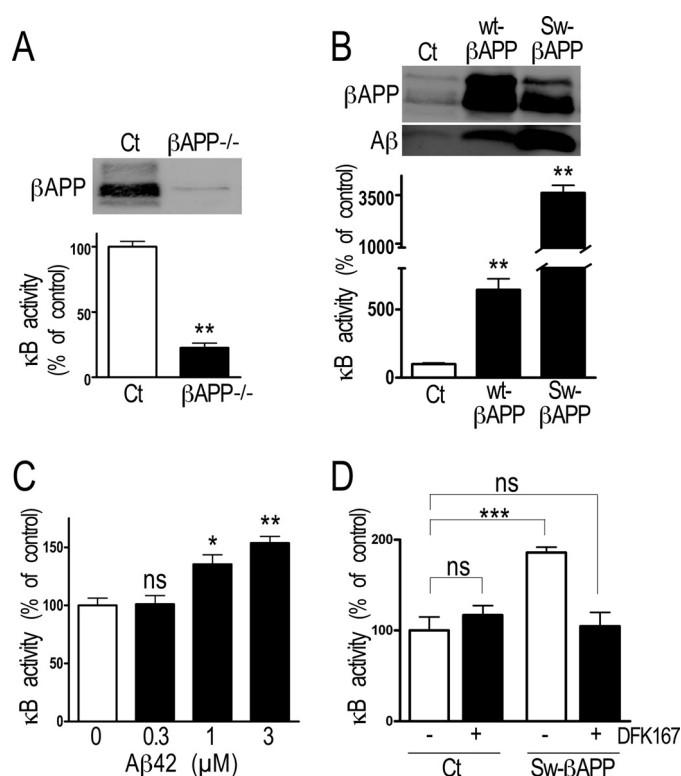 A
Ct βAPP-/-
βAPP
κB activity
(% of control)
100
50
0
**
Ct βAPP-/-
B
Ct wt-βAPP Sw-βAPP
βAPP
Aβ
κB activity (% of control)
3500
1000
500
0
**
**
Ct wt-βAPP Sw-βAPP
C
κB activity (% of control)
150
100
50
0
ns
*
**
0 0.3 1 3
Aβ42 (µM)
D
κB activity (% of control)
200
100
0
ns
***
ns
- + - + DFK167
Ct Sw-βAPP